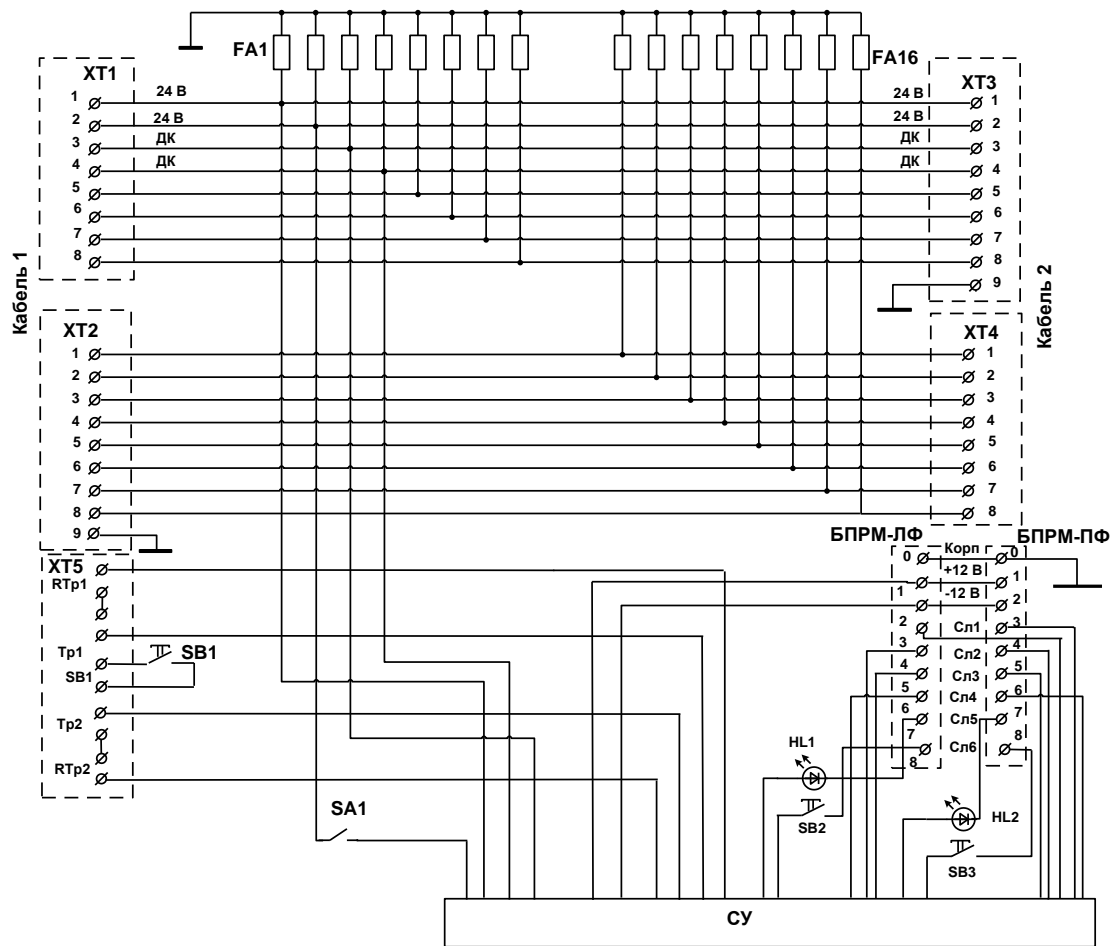 FA1
FA16
XT1
XT3
1 24 В 24 В 1
2 24 В 24 В 2
3 ДК ДК 3
4 ДК ДК 4
5 5
6 6
7 7
8 8
9
Кабель 1
Кабель 2
XT2
XT4
1 1
2 2
3 3
4 4
5 5
6 6
7 7
8 8
9
БПРМ-ЛФ
БПРМ-ПФ
XT5
RТр1
Тр1
SB1
SB1
Тр2
RТр2
0 Корп 0
+12 В
1 1
-12 В
2 2
Сл1 3
3 Сл2 4
4 Сл3 5
5 Сл4 6
6 Сл5 7
7 Сл6 8
8
HL1
SB2
HL2
SB3
SA1
СУ